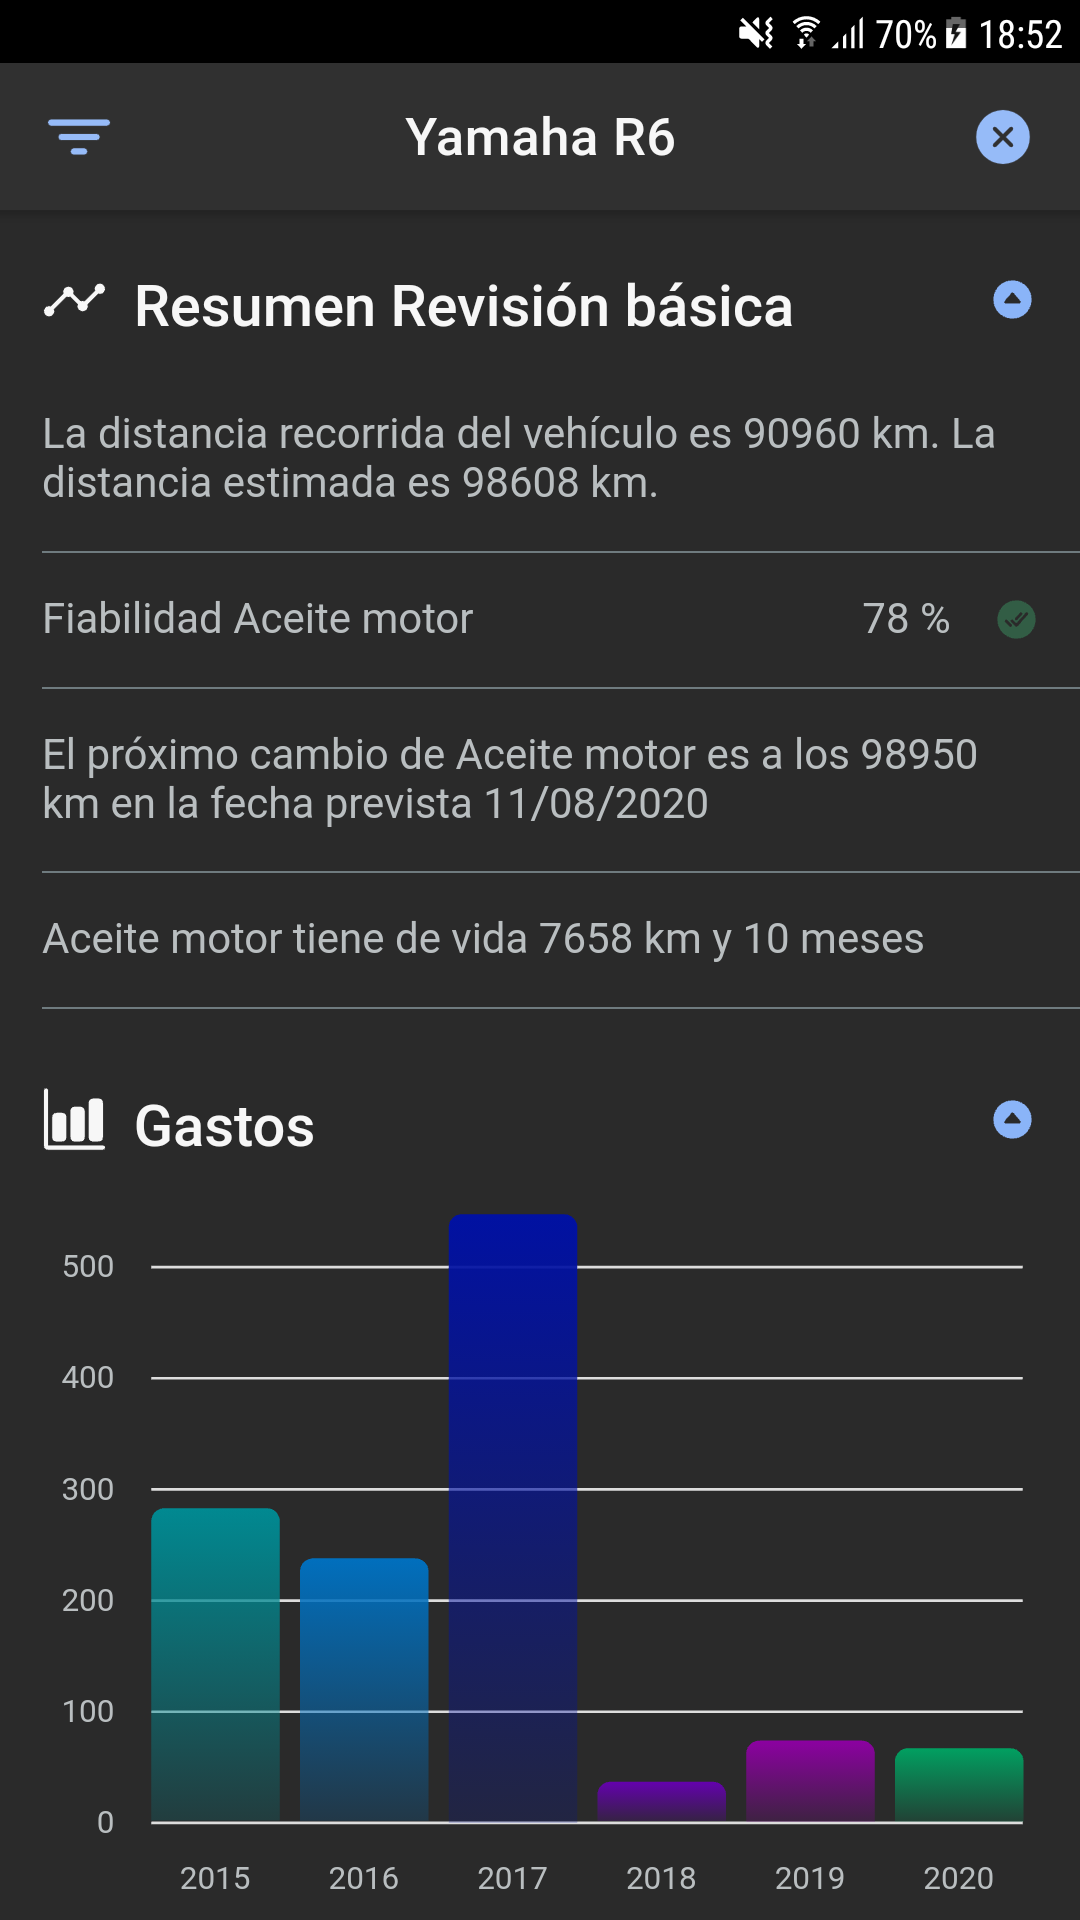 70% 18:52
Yamaha R6
Resumen Revisión básica
La distancia recorrida del vehículo es 90960 km. La
distancia estimada es 98608 km.
Fiabilidad Aceite motor 78 %
El próximo cambio de Aceite motor es a los 98950
km en la fecha prevista 11/08/2020
Aceite motor tiene de vida 7658 km y 10 meses
Gastos
500
400
300
200
100
0
2015 2016 2017 2018 2019 2020